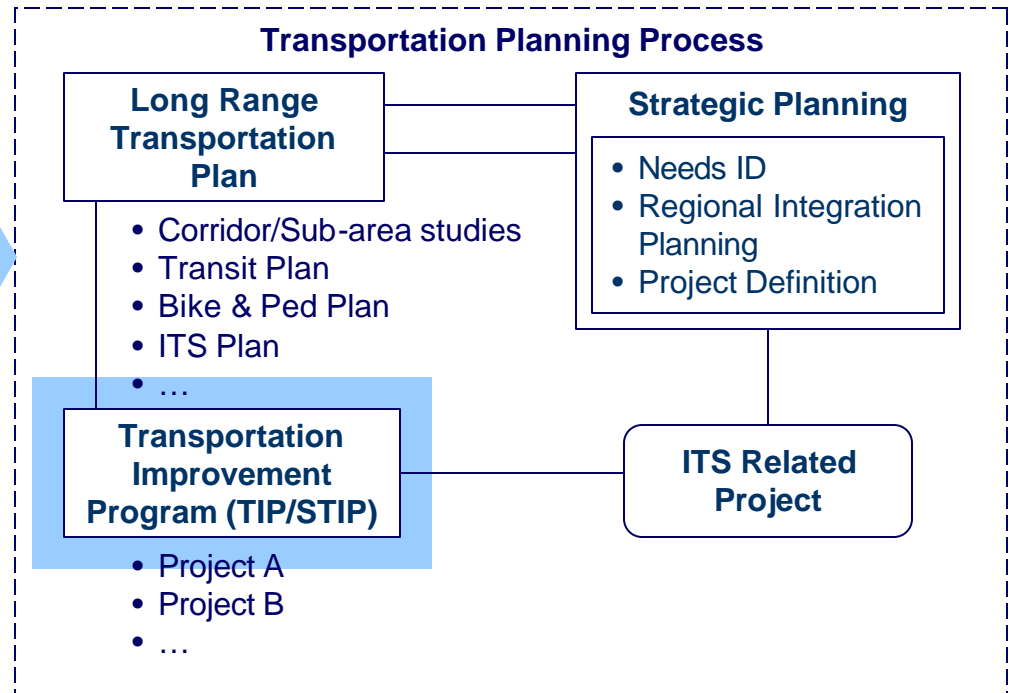 Transportation Planning Process
Long Range
Transportation
Plan
• Corridor/Sub-area studies
• Transit Plan
• Bike & Ped Plan
• ITS Plan
• …
Strategic Planning
• Needs ID
• Regional Integration
Planning
• Project Definition
Transportation
Improvement
Program (TIP/STIP)
• Project A
• Project B
• …
ITS Related
Project